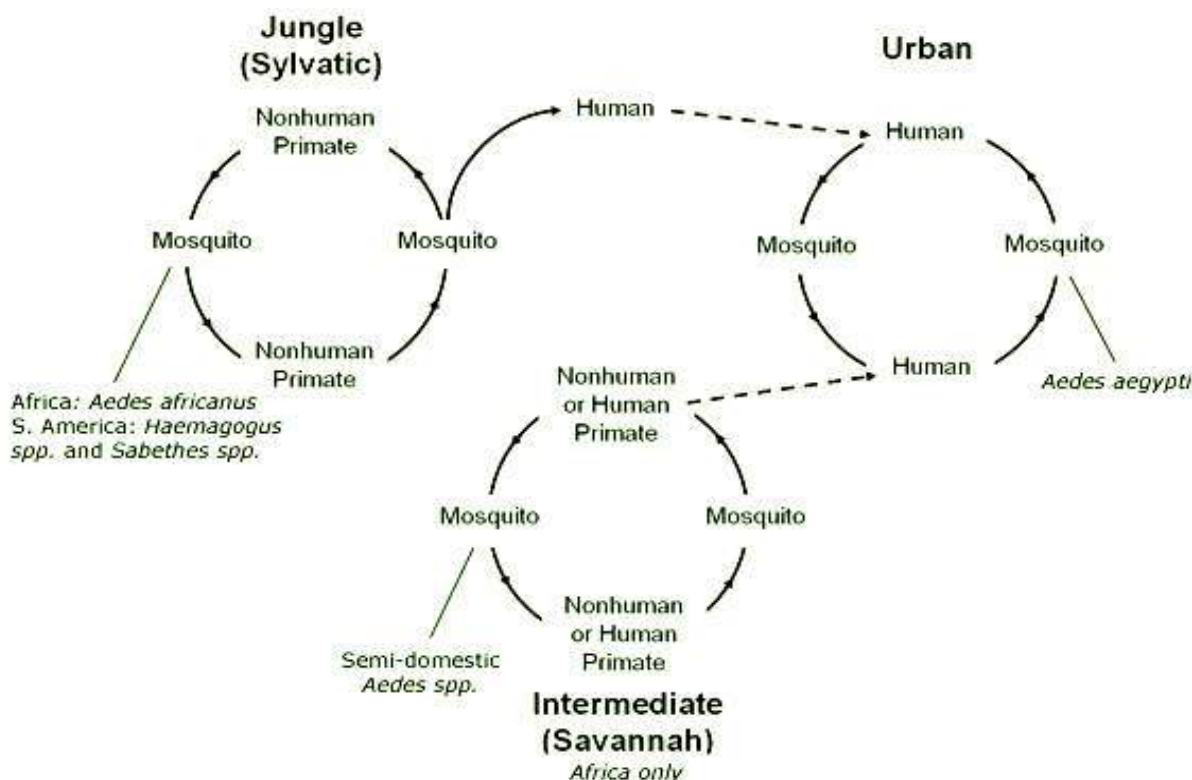 Jungle
(Sylvatic)
Urban
Human
Nonhuman
Primate
Human
Mosquito
Mosquito
Mosquito
Mosquito
Nonhuman
Primate
Human
Africa: Aedes africanus
S. America: Haemagogus
spp. and Sabethes spp.
Nonhuman
or Human
Primate
Aedes aegypti
Mosquito
Mosquito
Nonhuman
or Human
Primate
Semi-domestic
Aedes spp.
Intermediate
(Savannah)
Africa only